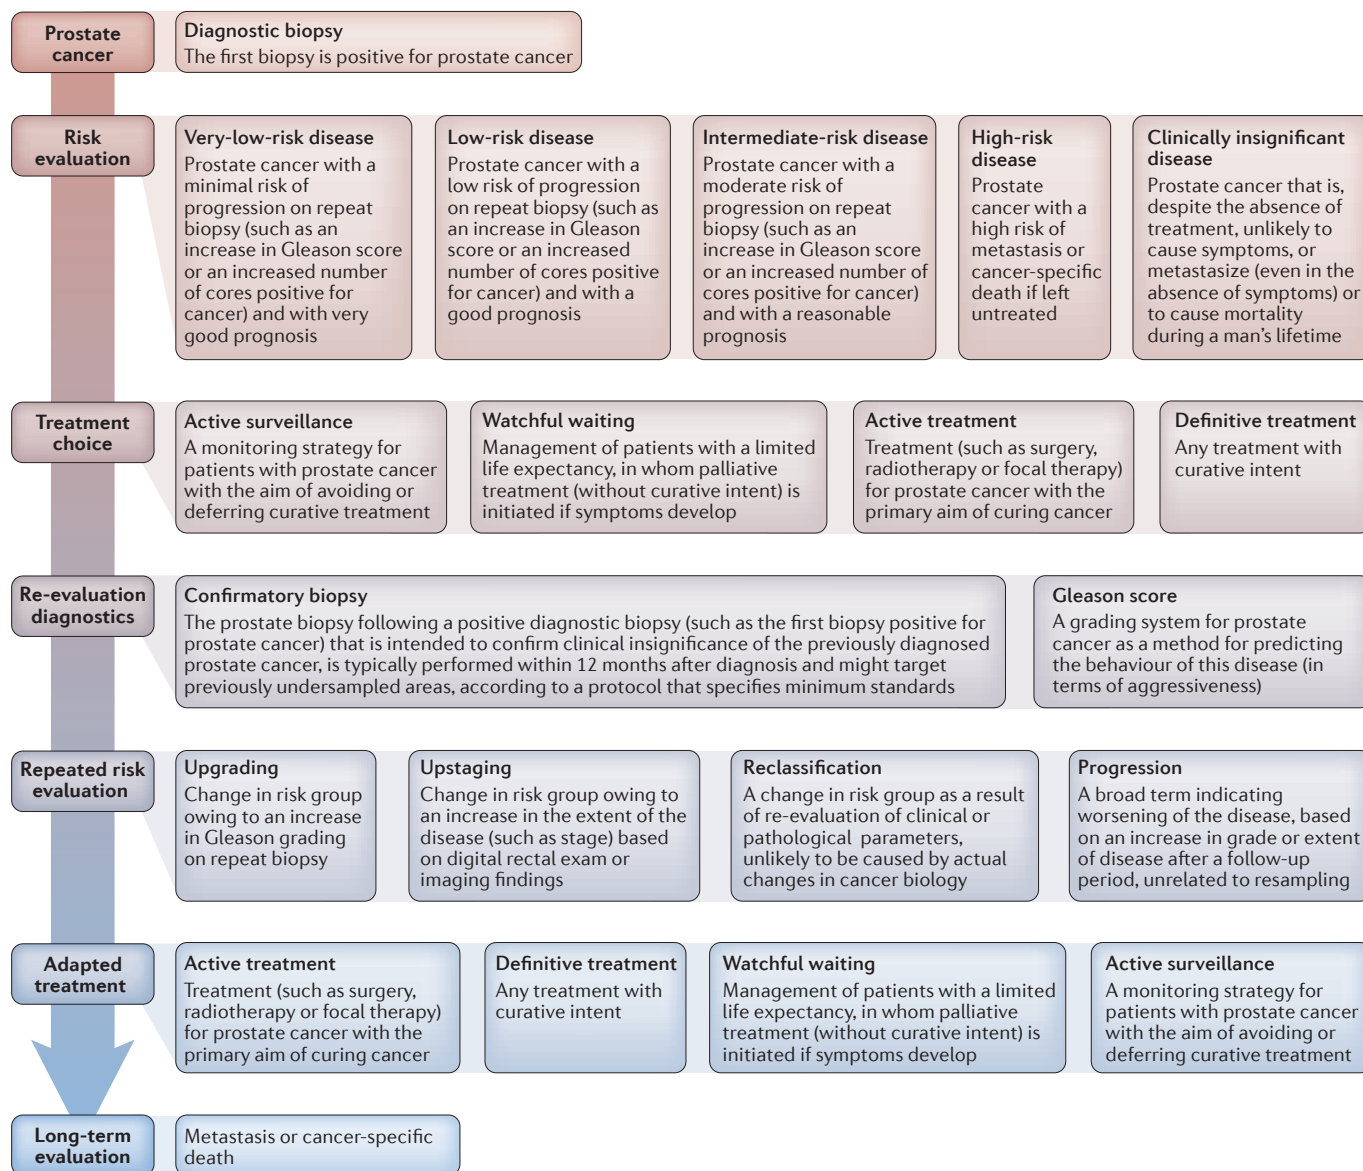 Prostate
cancer
Diagnostic biopsy
The first biopsy is positive for prostate cancer
Risk
evaluation
Very-low-risk disease
Prostate cancer with a
minimal risk of
progression on repeat
biopsy (such as an
increase in Gleason score
or an increased number
of cores positive for
cancer) and with very
good prognosis
Low-risk disease
Prostate cancer with a
low risk of progression
on repeat biopsy (such as
an increase in Gleason
score or an increased
number of cores positive
for cancer) and with a
good prognosis
Intermediate-risk disease
Prostate cancer with a
moderate risk of
progression on repeat
biopsy (such as an
increase in Gleason score
or an increased number of
cores positive for cancer)
and with a reasonable
prognosis
High-risk
disease
Prostate
cancer with a
high risk of
metastasis or
cancer-specific
death if left
untreated
Clinically insignificant
disease
Prostate cancer that is,
despite the absence of
treatment, unlikely to
cause symptoms, or
metastasize (even in the
absence of symptoms) or
to cause mortality
during a man's lifetime
Treatment
choice
Active surveillance
A monitoring strategy for
patients with prostate cancer
with the aim of avoiding or
deferring curative treatment
Watchful waiting
Management of patients with a limited
life expectancy, in whom palliative
treatment (without curative intent) is
initiated if symptoms develop
Active treatment
Treatment (such as surgery,
radiotherapy or focal therapy)
for prostate cancer with the
primary aim of curing cancer
Definitive treatment
Any treatment with
curative intent
Re-evaluation
diagnostics
Confirmatory biopsy
The prostate biopsy following a positive diagnostic biopsy (such as the first biopsy positive for
prostate cancer) that is intended to confirm clinical insignificance of the previously diagnosed
prostate cancer, is typically performed within 12 months after diagnosis and might target
previously undersampled areas, according to a protocol that specifies minimum standards
Gleason score
A grading system for prostate
cancer as a method for predicting
the behaviour of this disease (in
terms of aggressiveness)
Repeated risk
evaluation
Upgrading
Change in risk group
owing to an increase
in Gleason grading
on repeat biopsy
Upstaging
Change in risk group owing to
an increase in the extent of the
disease (such as stage) based
on digital rectal exam or
imaging findings
Reclassification
A change in risk group as a result
of re-evaluation of clinical or
pathological parameters,
unlikely to be caused by actual
changes in cancer biology
Progression
A broad term indicating
worsening of the disease, based
on an increase in grade or extent
of disease after a follow-up
period, unrelated to resampling
Adapted
treatment
Active treatment
Treatment (such as surgery,
radiotherapy or focal therapy)
for prostate cancer with the
primary aim of curing cancer
Definitive treatment
Any treatment with
curative intent
Watchful waiting
Management of patients with a limited
life expectancy, in whom palliative
treatment (without curative intent) is
initiated if symptoms develop
Active surveillance
A monitoring strategy for
patients with prostate cancer
with the aim of avoiding or
deferring curative treatment
Long-term
evaluation
Metastasis or cancer-specific
death